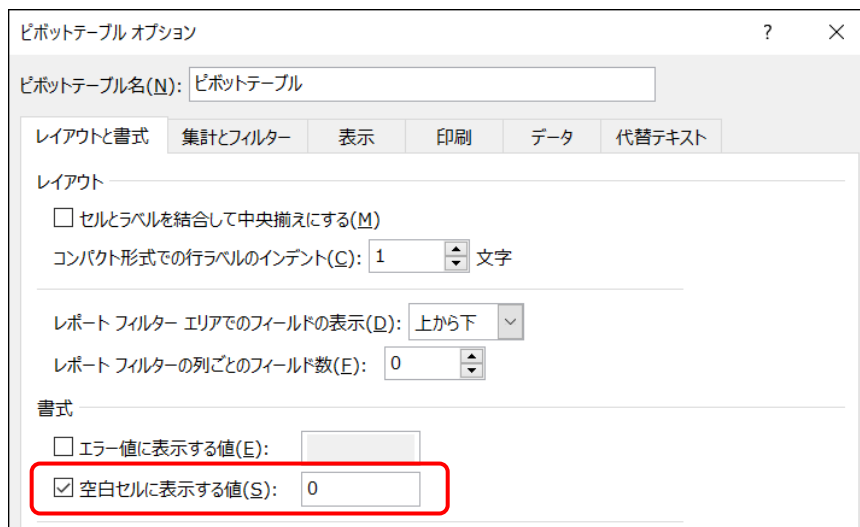 ピボットテーブル オプション ? ×
ピボットテーブル名(N): ピボットテーブル
レイアウトと書式 集計とフィルター 表示 印刷 データ 代替テキスト
レイアウト
セルとラベルを結合して中央揃えにする(M)
コンパクト形式での行ラベルのインデント(C): 1 文字
レポート フィルター エリアでのフィールドの表示(D): 上から下
レポート フィルターの列ごとのフィールド数(F): 0
書式
エラー値に表示する値(E):
空白セルに表示する値(S): 0